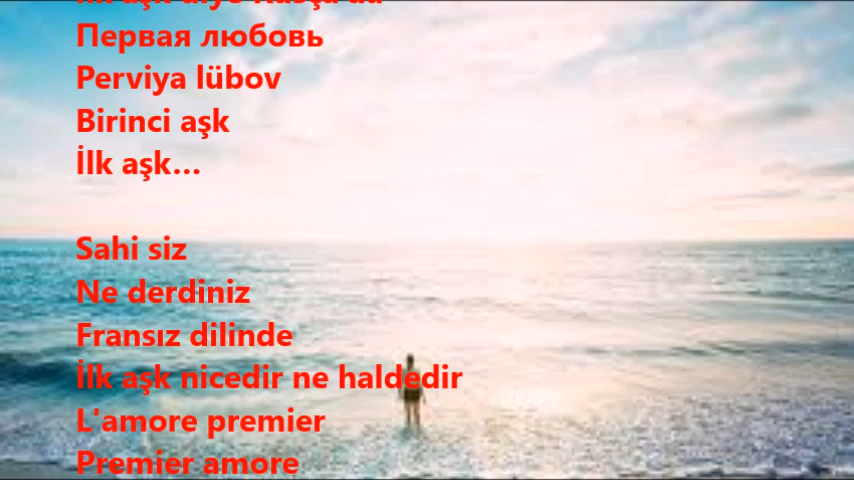 Первая любовь
Perviya lübov
Birinci aşk
İlk aşk...
Sahi siz
Ne derdiniz
Fransız dilinde
İlk aşk nicedir ne haldedir
L'amore premier
Premier amore